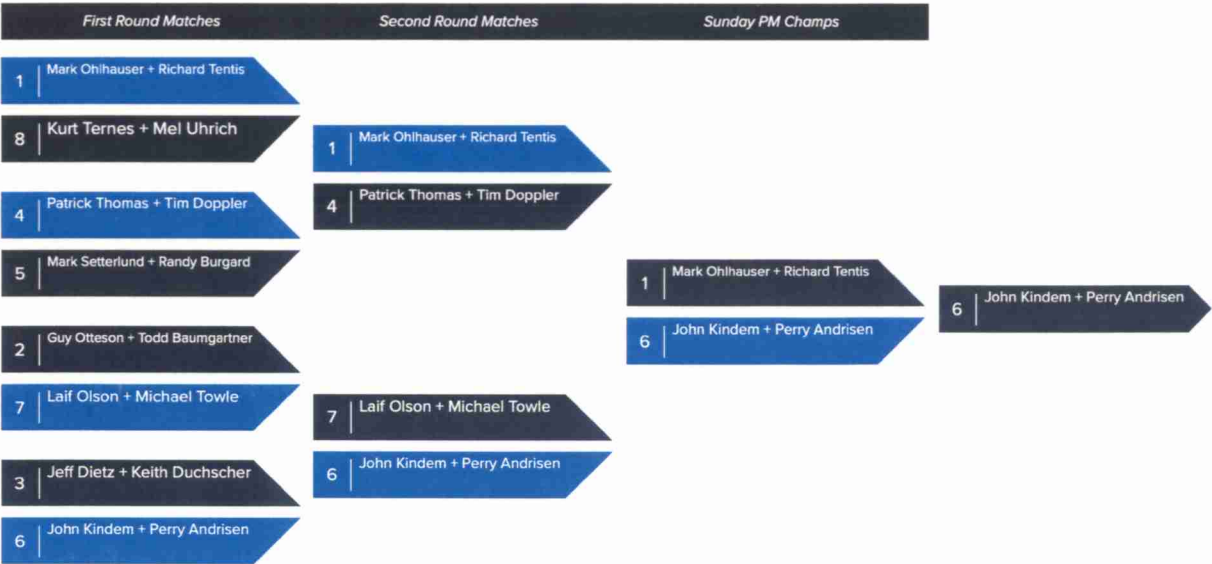 First Round Matches
Second Round Matches
Sunday PM Champs
1 Mark Ohlhauser + Richard Tentis
8 Kurt Ternes + Mel Uhrich
4 Patrick Thomas + Tim Doppler
5 Mark Setterlund + Randy Burgard
2 Guy Otteson + Todd Baumgartner
7 Laif Olson + Michael Towle
3 Jeff Dietz + Keith Duchscher
6 John Kindem + Perry Andrisen
1 Mark Ohlhauser + Richard Tentis
4 Patrick Thomas + Tim Doppler
7 Laif Olson + Michael Towle
6 John Kindem + Perry Andrisen
1 Mark Ohlhauser + Richard Tentis
6 John Kindem + Perry Andrisen
6 John Kindem + Perry Andrisen